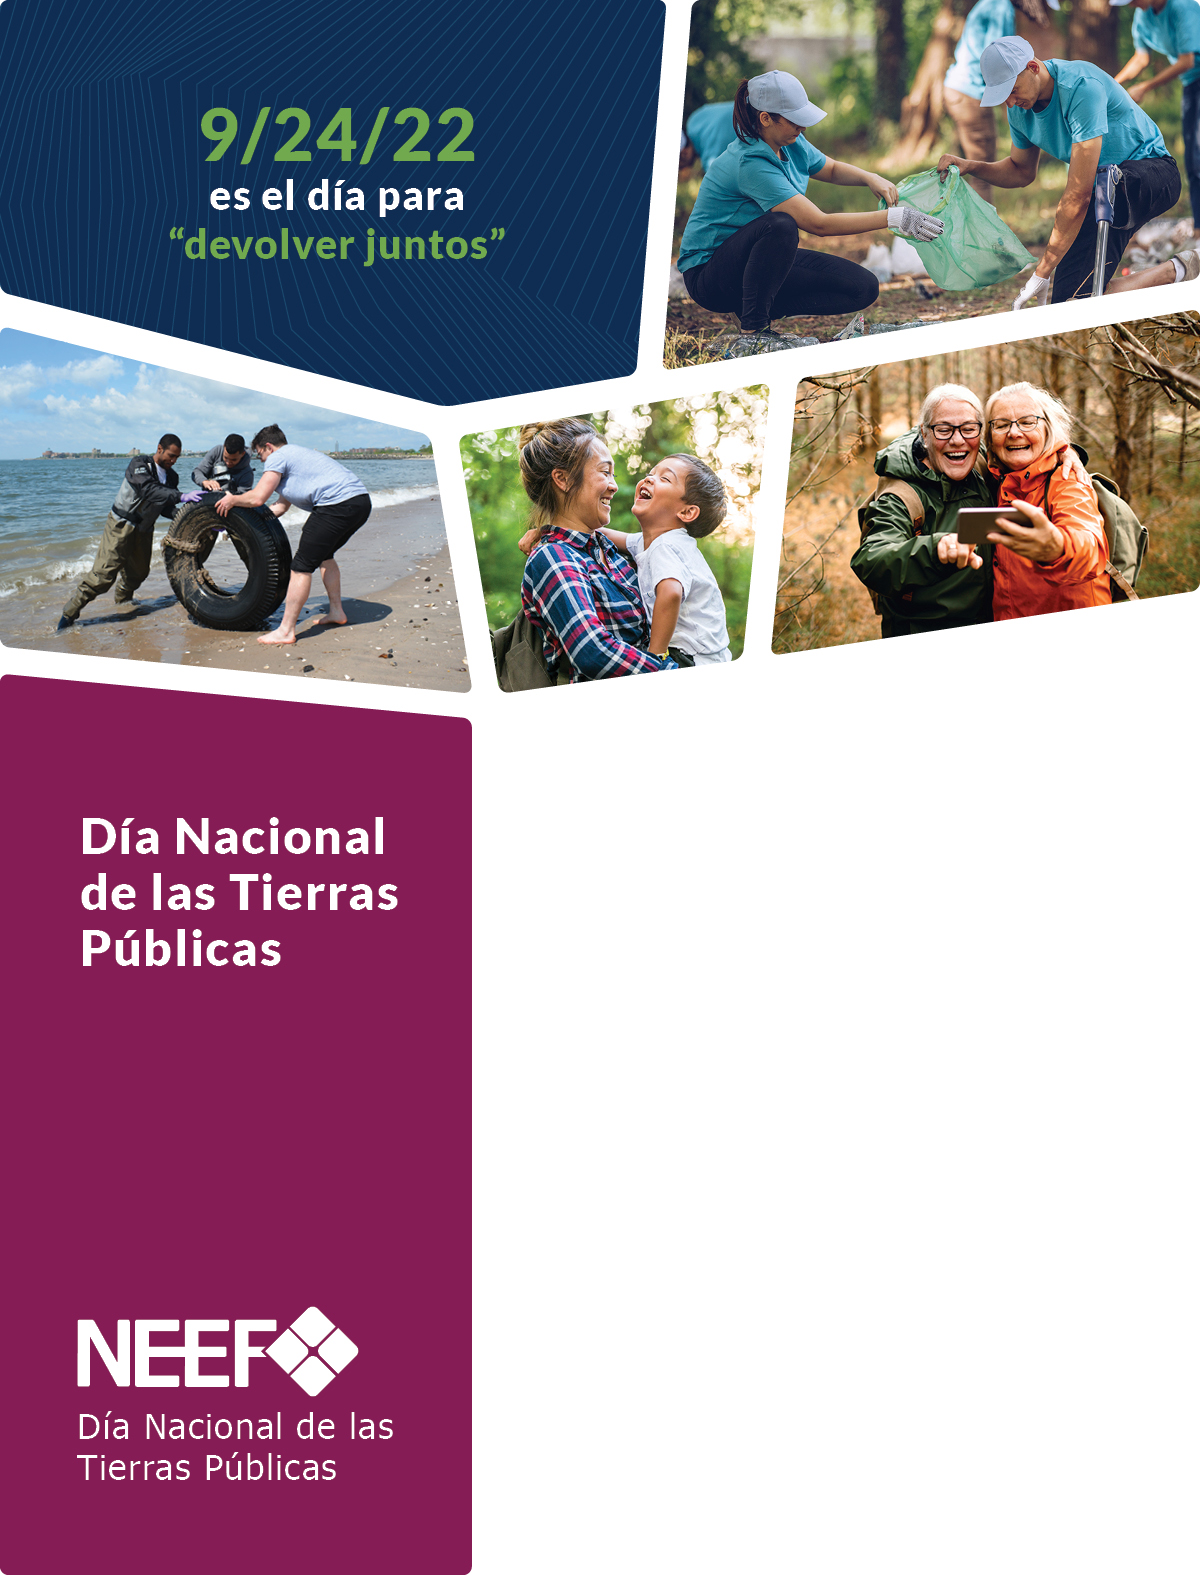 9/24/22
es el día para
“devolver juntos”
Día Nacional
de las Tierras
Públicas
NEEF
Día Nacional de las
Tierras Públicas